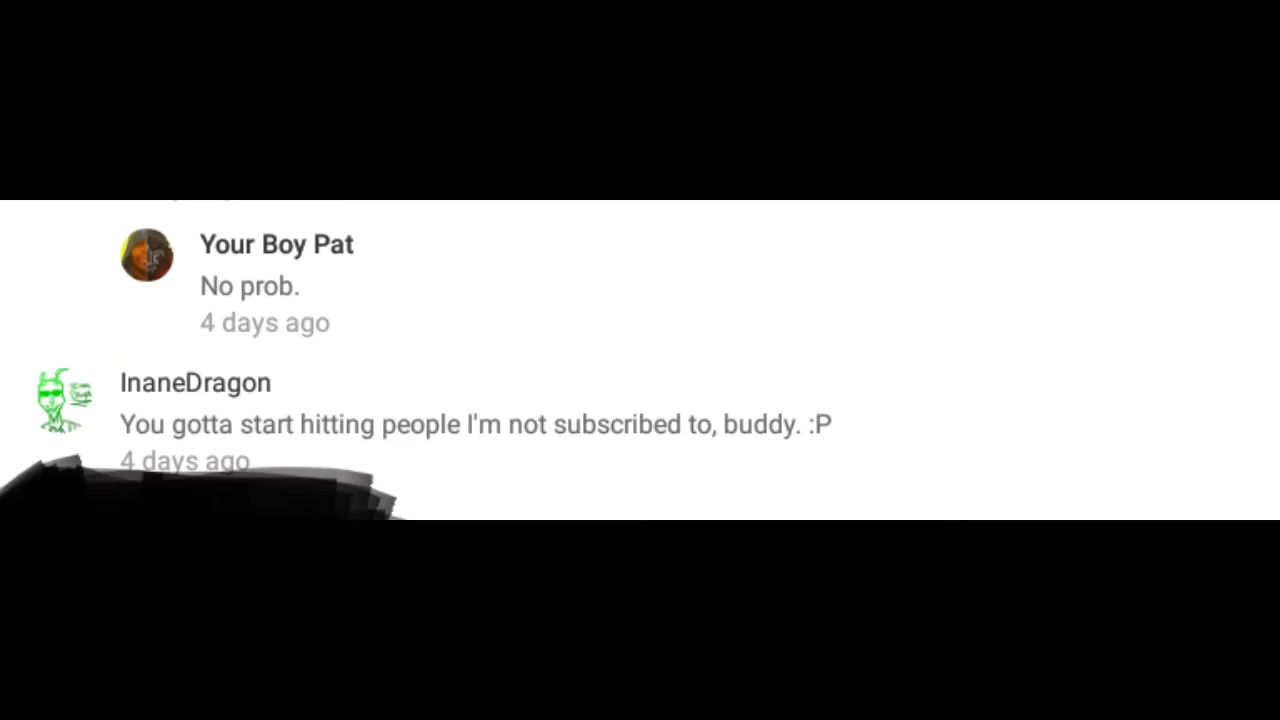 Your Boy Pat
No prob.
4 days ago
InaneDragon
You gotta start hitting people I'm not subscribed to, buddy. :P
4 days ago